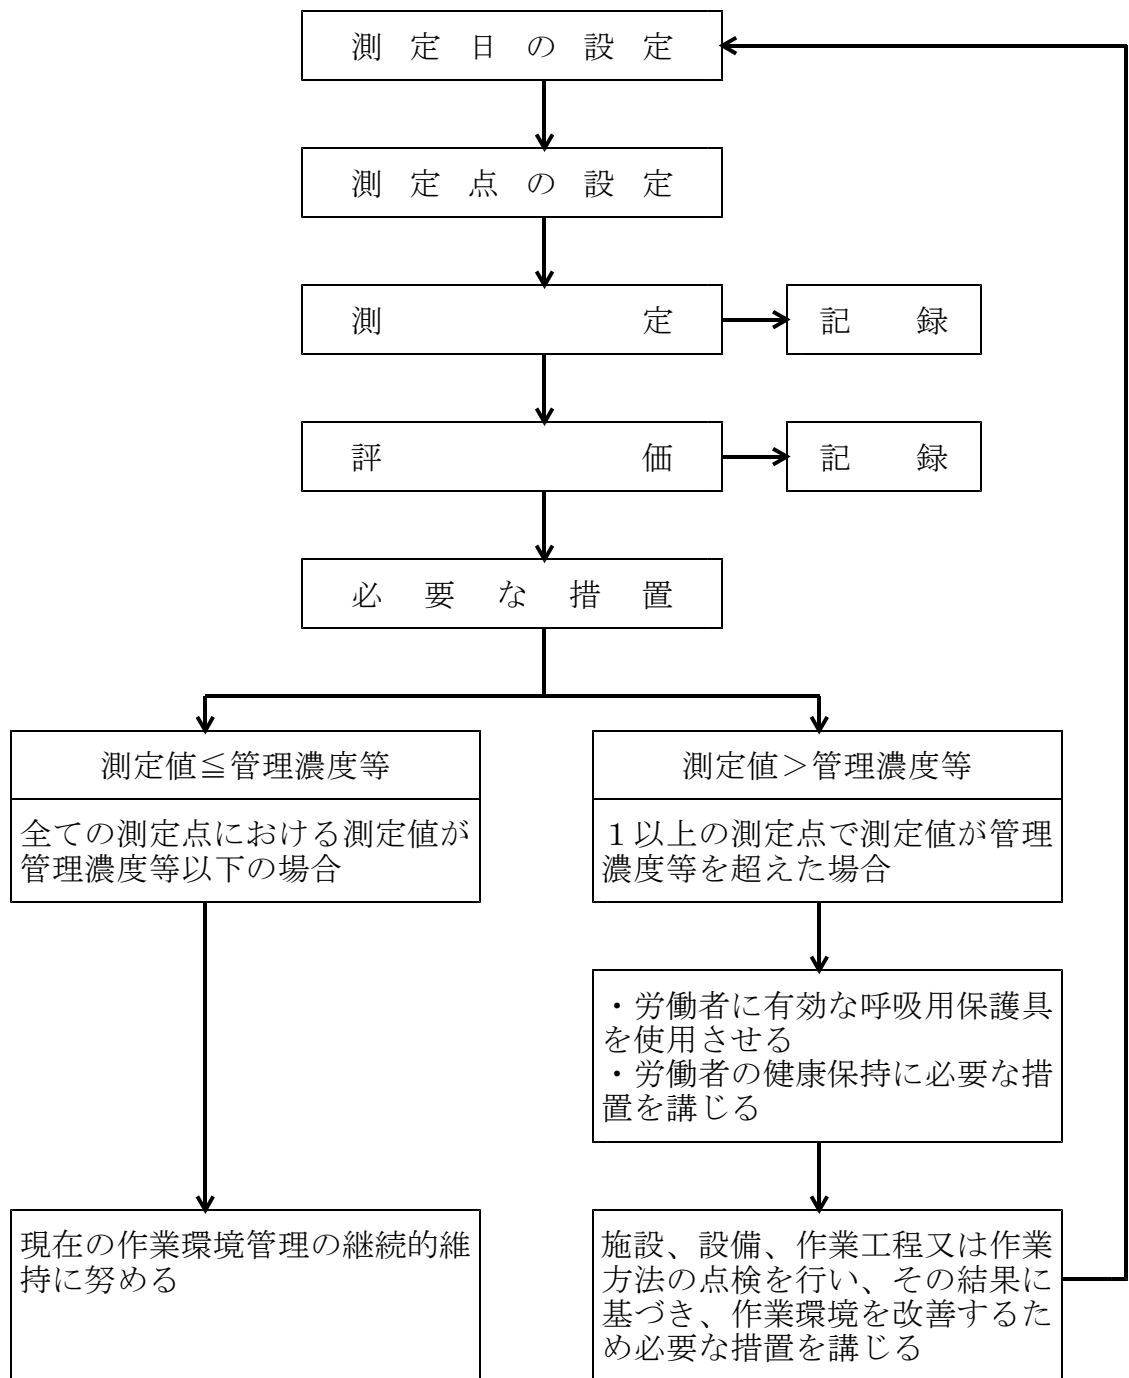 測定日の設定
測定点の設定
測定
記録
評価
記録
必要な措置
測定値≦管理濃度等
全ての測定点における測定値が
管理濃度等以下の場合
測定値＞管理濃度等
１以上の測定点で測定値が管理
濃度等を超えた場合
・労働者に有効な呼吸用保護具
を使用させる
・労働者の健康保持に必要な措
置を講じる
現在の作業環境管理の継続的維
持に努める
施設、設備、作業工程又は作業
方法の点検を行い、その結果に
基づき、作業環境を改善するた
め必要な措置を講じる